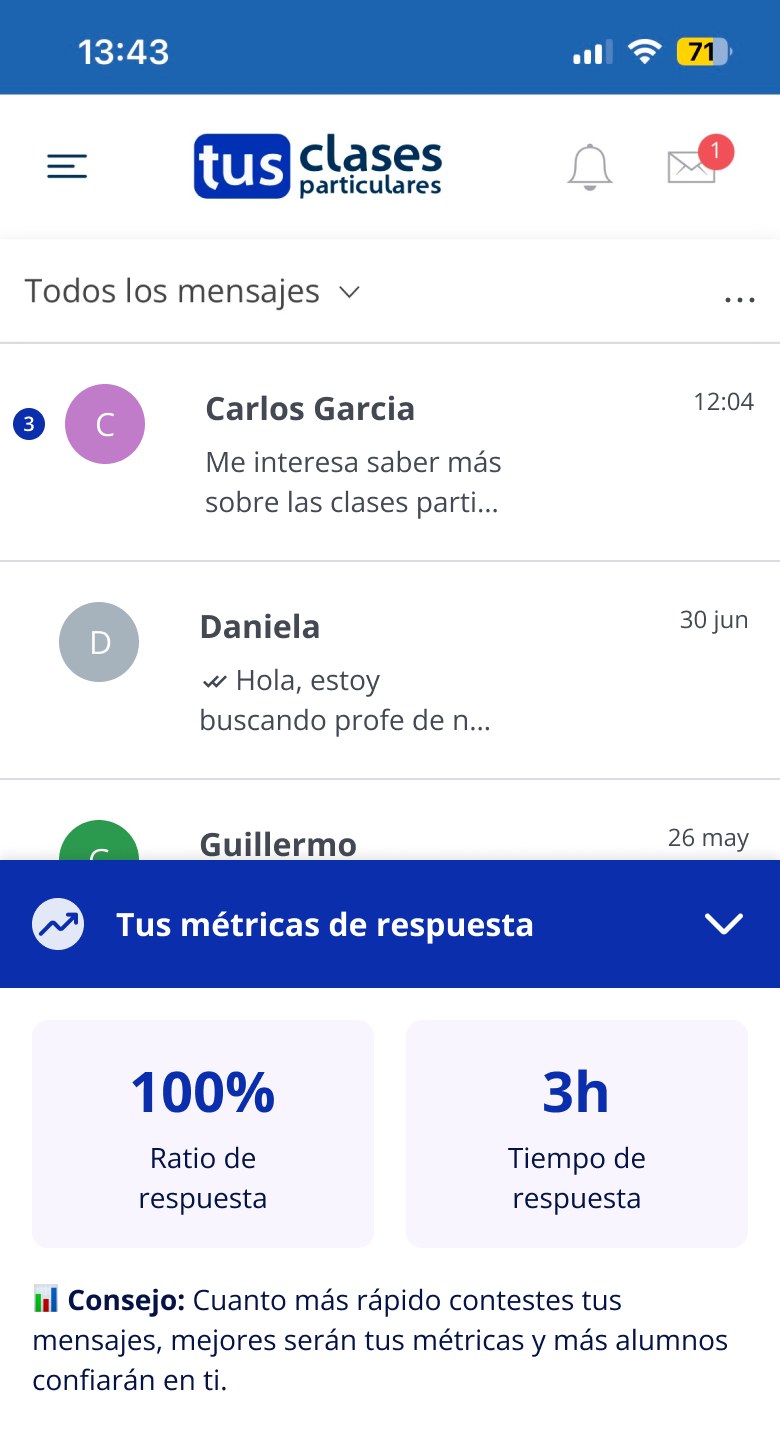 13:43
71
tus clases
particulares
1
Todos los mensajes
...
3
C
Carlos Garcia
12:04
Me interesa saber más
sobre las clases parti...
D
Daniela
30 jun
Hola, estoy
buscando profe de n...
G
Guillermo
26 may
Tus métricas de respuesta
100%
Ratio de
respuesta
3h
Tiempo de
respuesta
Consejo: Cuanto más rápido contestes tus
mensajes, mejores serán tus métricas y más alumnos
confiarán en ti.